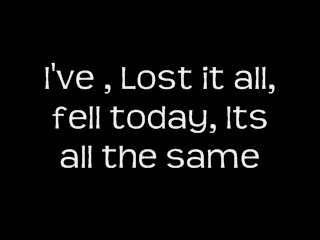 I've , Lost it all,
fell today, Its
all the same